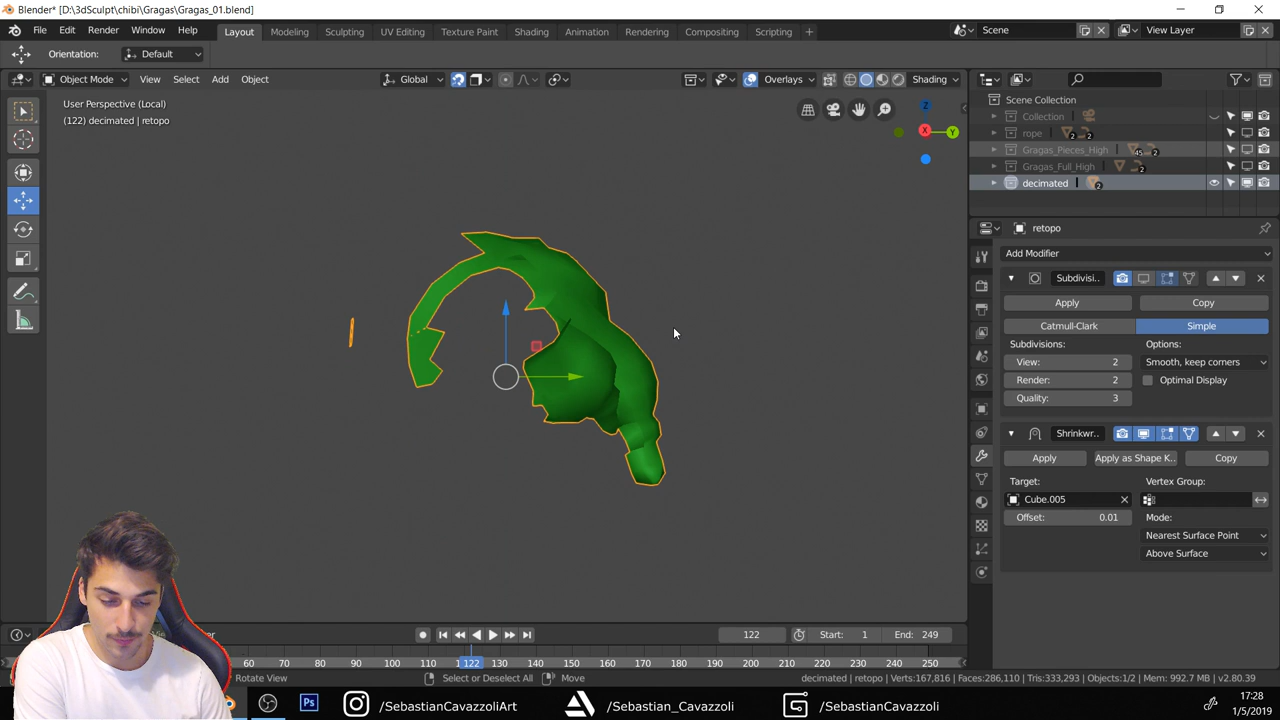 Blender* [D:\3dSculpt\chibi\Gragas\Gragas_01.blend]
File Edit Render Window Help Layout Modeling Sculpting UV Editing Texture Paint Shading Animation Rendering Compositing Scripting + Scene View Layer
Orientation: Default
Object Mode View Select Add Object Global Overlays Shading
User Perspective (Local)
(122) decimated | retopo
Z
X
Y
Scene Collection
Collection
rope 2 2
Gragas_Pieces_High 45 2
Gragas_Full_High 2
decimated 2
retopo
Add Modifier
Subdivisi..
Apply Copy
Catmull-Clark Simple
Subdivisions: Options:
View: 2 Smooth, keep corners
Render: 2 Optimal Display
Quality: 3
Shrinkwr..
Apply Apply as Shape K.. Copy
Target: Vertex Group:
Cube.005
Offset: 0.01 Mode:
Nearest Surface Point
Above Surface
122 Start: 1 End: 249
60 70 80 90 100 110 122 130 140 150 160 170 180 190 200 210 220 230 240 250
Rotate View Select or Deselect All Move decimated | retopo | Verts:167,816 | Faces:286,110 | Tris:333,293 | Objects:1/2 | Mem: 992.7 MB | v2.80.39
Ps /SebastianCavazzoliArt /Sebastian_Cavazzoli /SebastianCavazzoli
17:28
1/5/2019